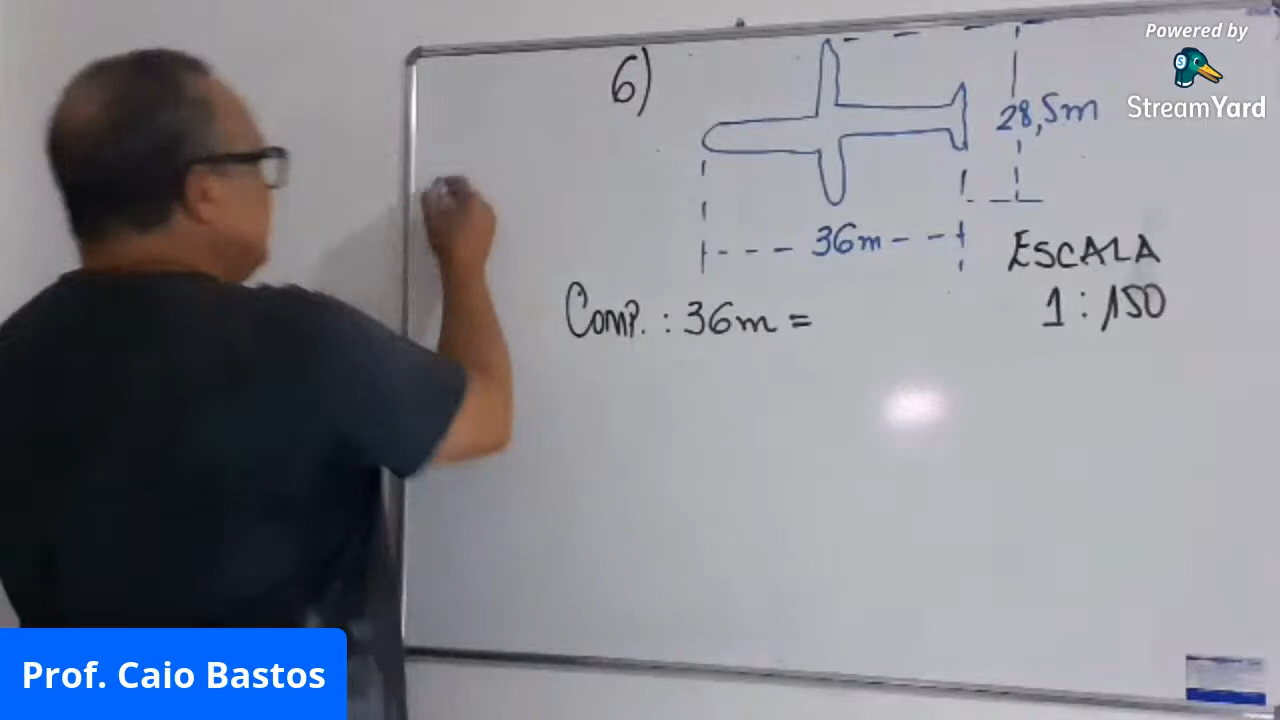 Powered by
StreamYard
6)
28,5m
36m
ESCALA
1:150
Comp.: 36m =
Prof. Caio Bastos